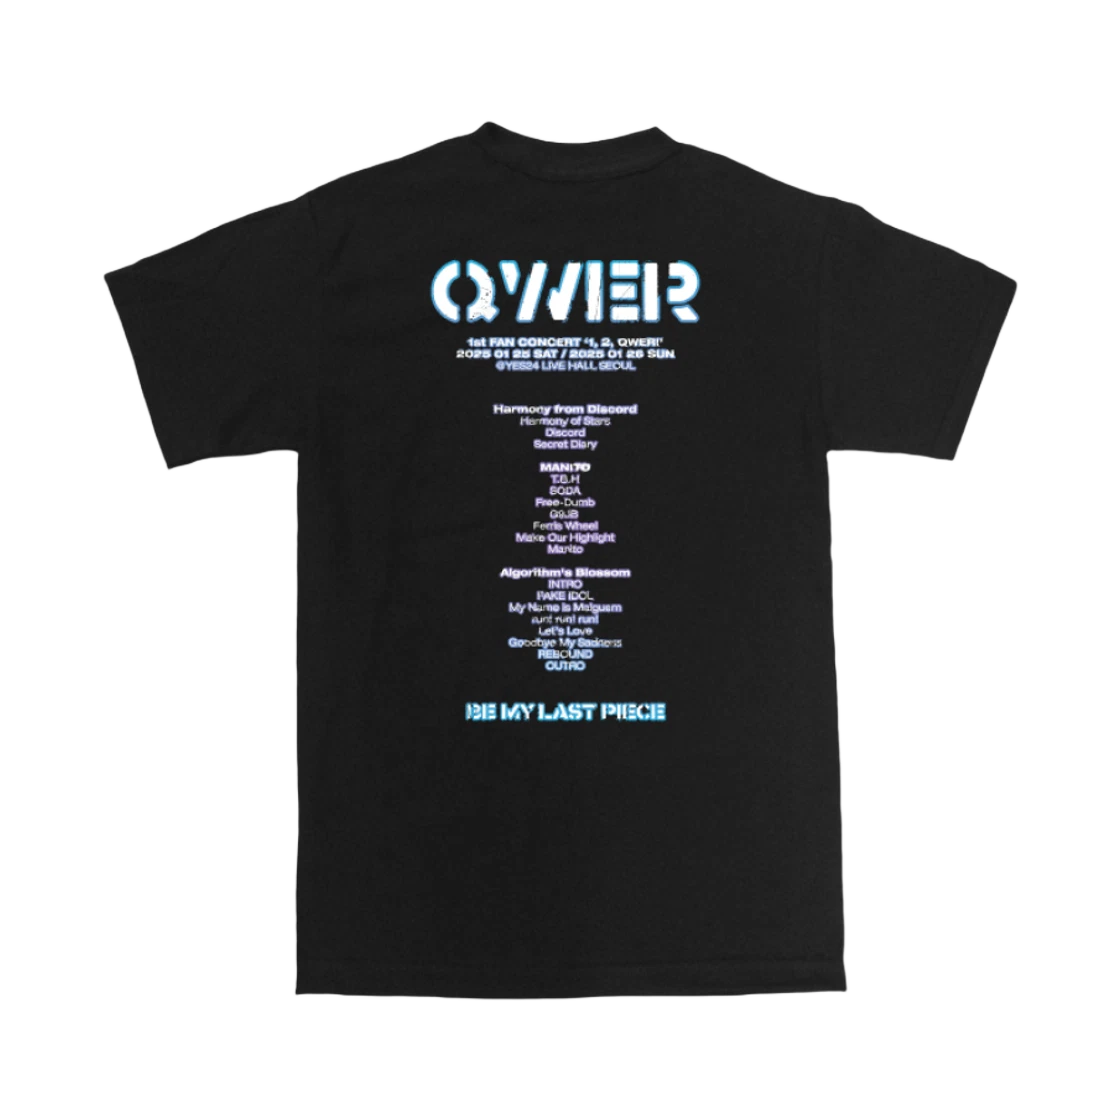 QWER
1st FAN CONCERT '1, 2, QWER!'
2025 01 25 SAT / 2025 01 26 SUN
@YES24 LIVE HALL SEOUL
Harmony from Discord
Harmony of Stars
Discord
Secret Diary
MANITO
T.B.H
SODA
Free-Dumb
G9JB
Ferris Wheel
Make Our Highlight
Manito
Algorithm's Blossom
INTRO
FAKE IDOL
My Name is Malguem
run! run! run!
Let's Love
Goodbye My Sadness
REBOUND
OUTRO
BE MY LAST PIECE